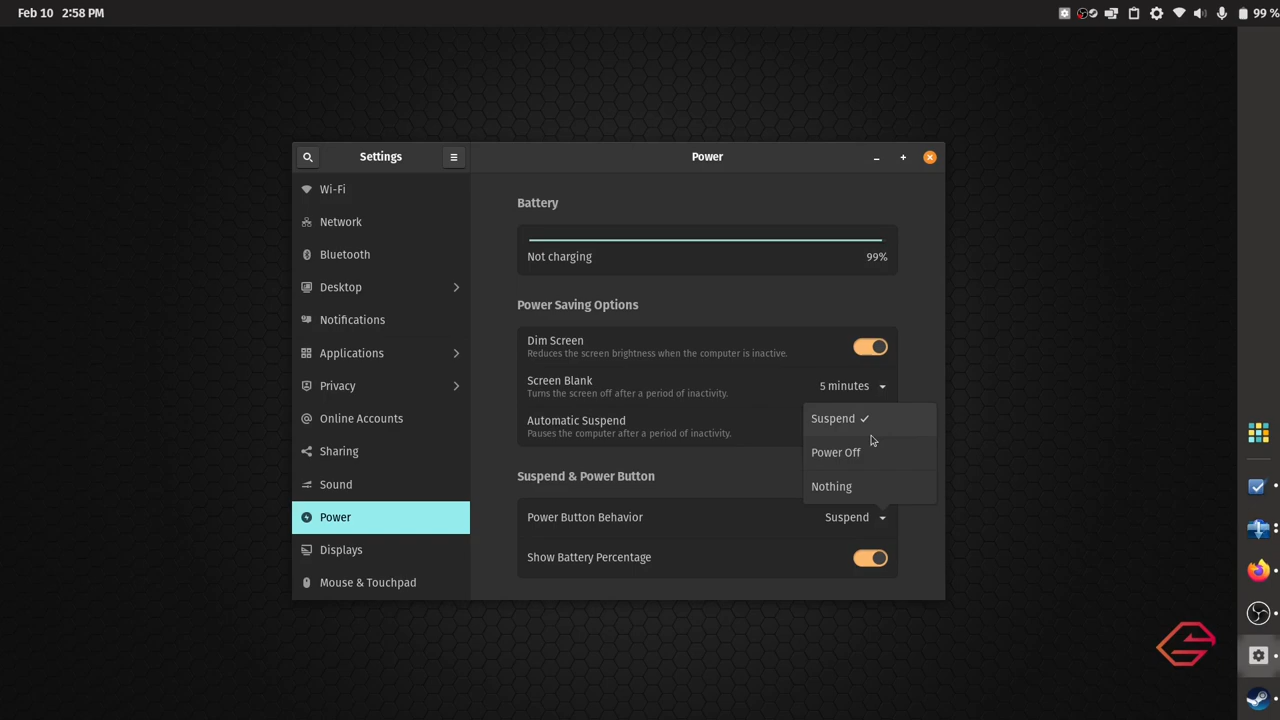 Feb 10 2:58 PM
99 %
Settings
Power
Wi-Fi
Network
Bluetooth
Desktop
Notifications
Applications
Privacy
Online Accounts
Sharing
Sound
Power
Displays
Mouse & Touchpad
Battery
Not charging 99%
Power Saving Options
Dim Screen
Reduces the screen brightness when the computer is inactive.
Screen Blank 5 minutes
Turns the screen off after a period of inactivity.
Automatic Suspend
Pauses the computer after a period of inactivity.
Suspend
Power Off
Nothing
Suspend & Power Button
Power Button Behavior Suspend
Show Battery Percentage